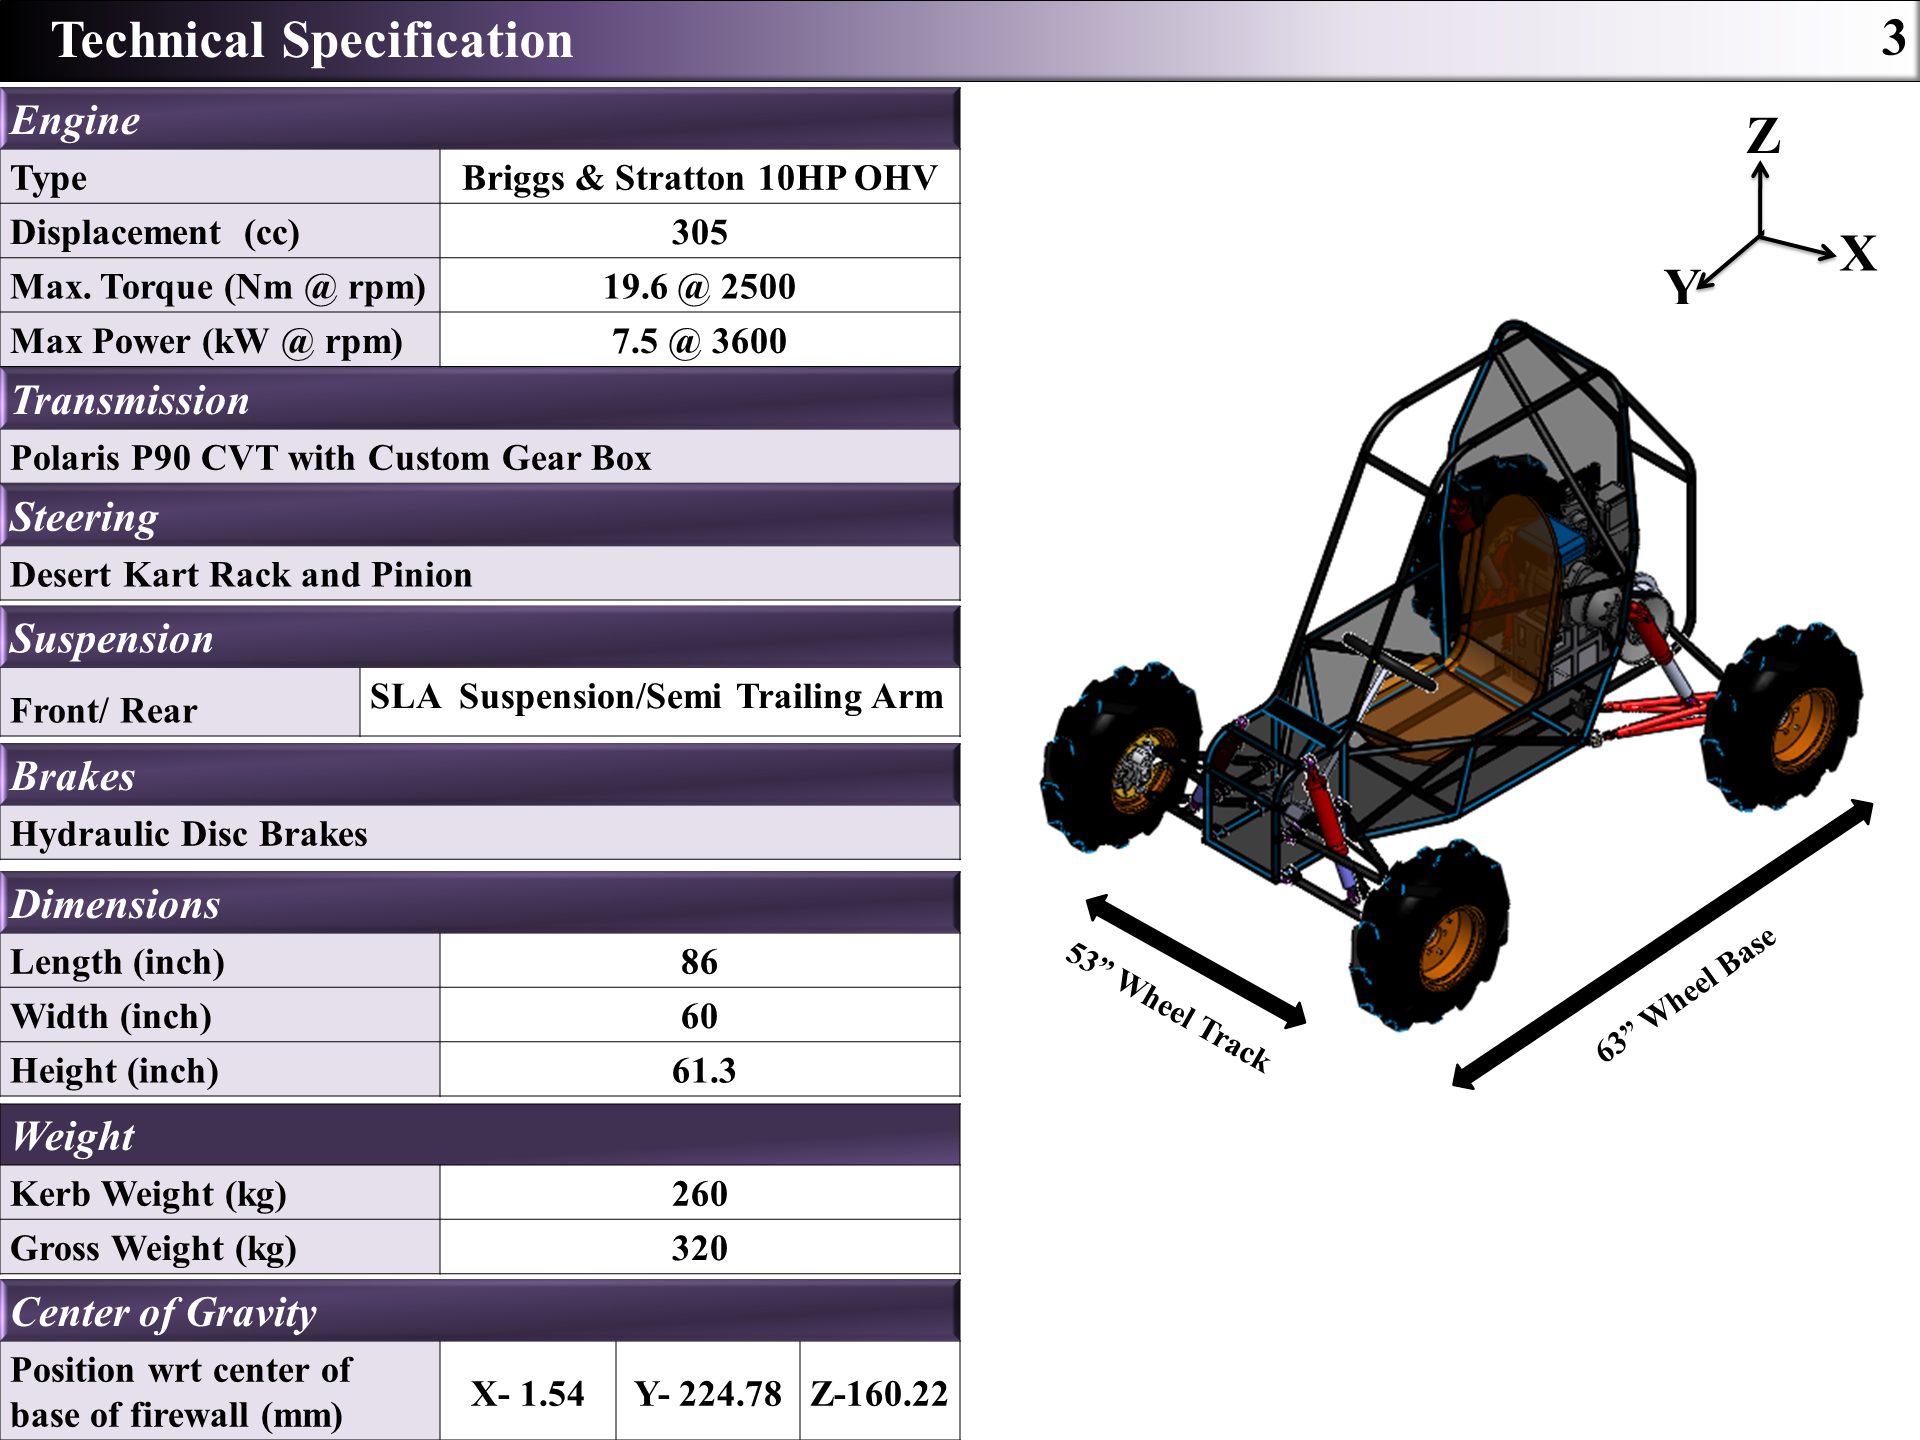 Technical Specification
3
Engine
Type
Briggs & Stratton 10HP OHV
Displacement (cc)
305
Max. Torque (Nm @ rpm)
19.6 @ 2500
Max Power (kW @ rpm)
7.5 @ 3600
Transmission
Polaris P90 CVT with Custom Gear Box
Steering
Desert Kart Rack and Pinion
Suspension
Front/ Rear
SLA Suspension/Semi Trailing Arm
Brakes
Hydraulic Disc Brakes
Dimensions
Length (inch)
86
Width (inch)
60
Height (inch)
61.3
Weight
Kerb Weight (kg)
260
Gross Weight (kg)
320
Center of Gravity
Position wrt center of
base of firewall (mm)
X- 1.54
Y- 224.78
Z-160.22
Z
X
Y
53” Wheel Track
63” Wheel Base